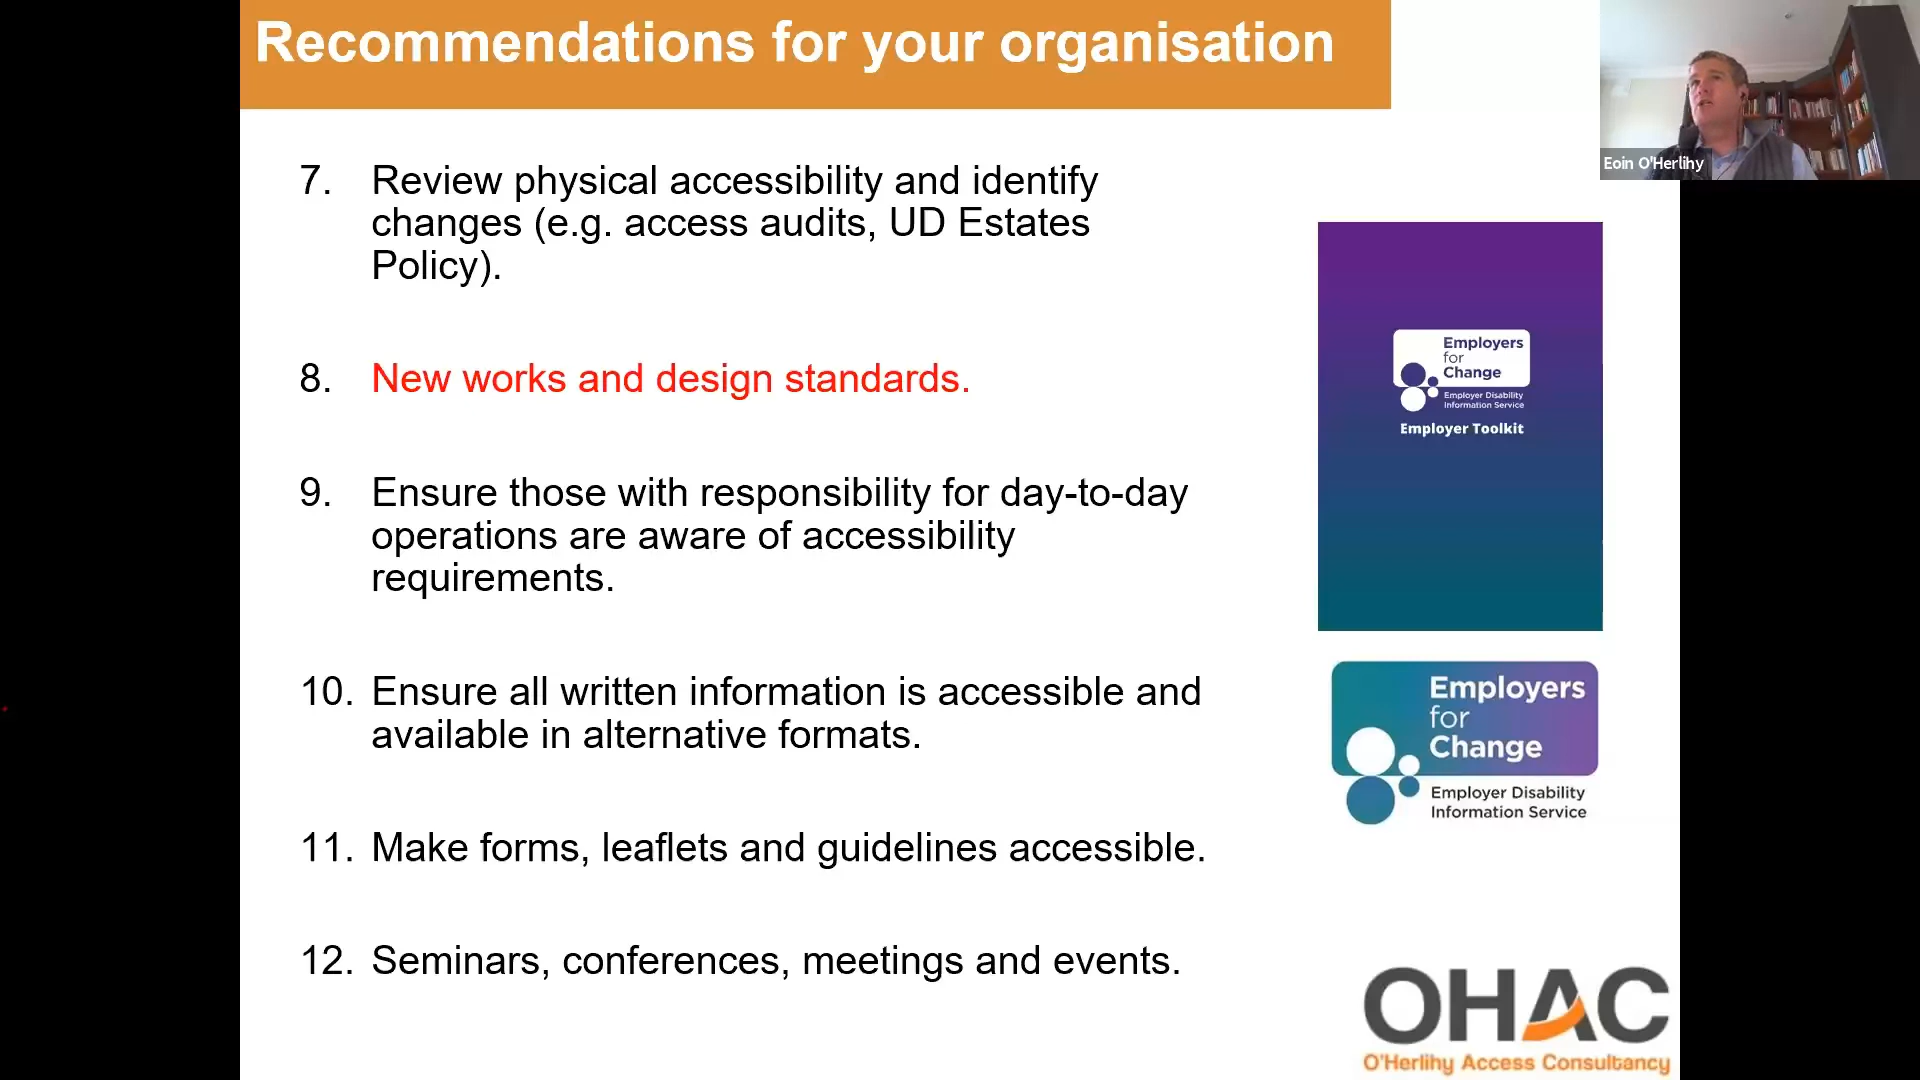 Recommendations for your organisation
Eoin O'Herlihy
7. Review physical accessibility and identify
changes (e.g. access audits, UD Estates
Policy).
8. New works and design standards.
9. Ensure those with responsibility for day-to-day
operations are aware of accessibility
requirements.
10. Ensure all written information is accessible and
available in alternative formats.
11. Make forms, leaflets and guidelines accessible.
12. Seminars, conferences, meetings and events.
Employers
for
Change
Employer Disability
Information Service
Employer Toolkit
Employers
for
Change
Employer Disability
Information Service
OHAC
O'Herlihy Access Consultancy